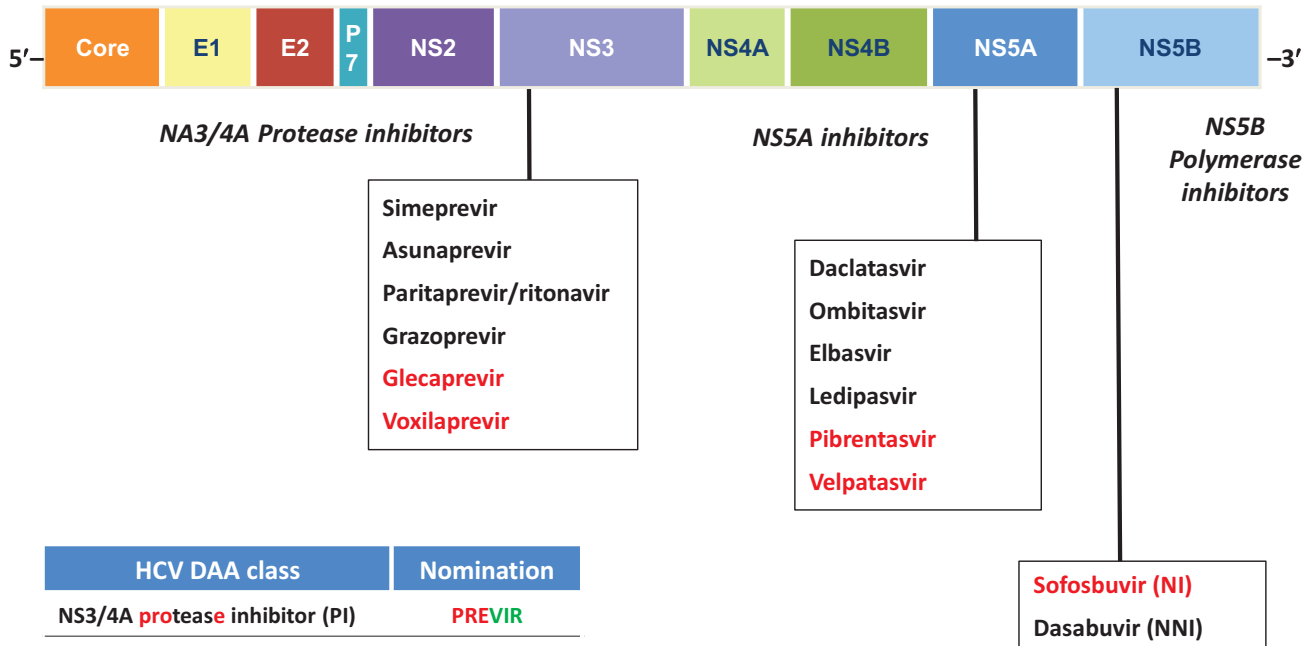 5′– Core E1 E2 P7 NS2 NS3 NS4A NS4B NS5A NS5B –3′
NA3/4A Protease inhibitors
Simeprevir
Asunaprevir
Paritaprevir/ritonavir
Grazoprevir
Glecaprevir
Voxilaprevir
NS5A inhibitors
Daclatasvir
Ombitasvir
Elbasvir
Ledipasvir
Pibrentasvir
Velpatasvir
NS5B
Polymerase
inhibitors
Sofosbuvir (NI)
Dasabuvir (NNI)
HCV DAA class Nomination
NS3/4A protease inhibitor (PI) PREVIR